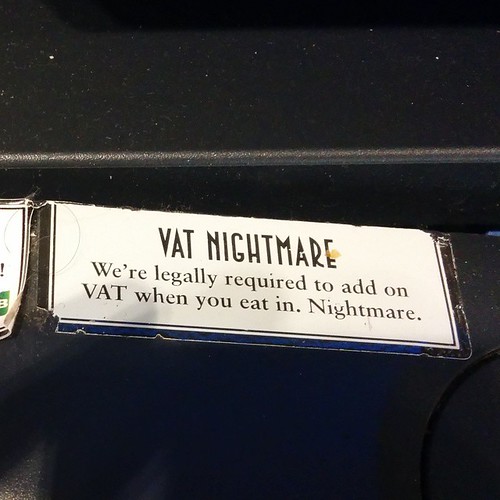 VAT NIGHTMARE
We're legally required to add on
VAT when you eat in. Nightmare.
!
B